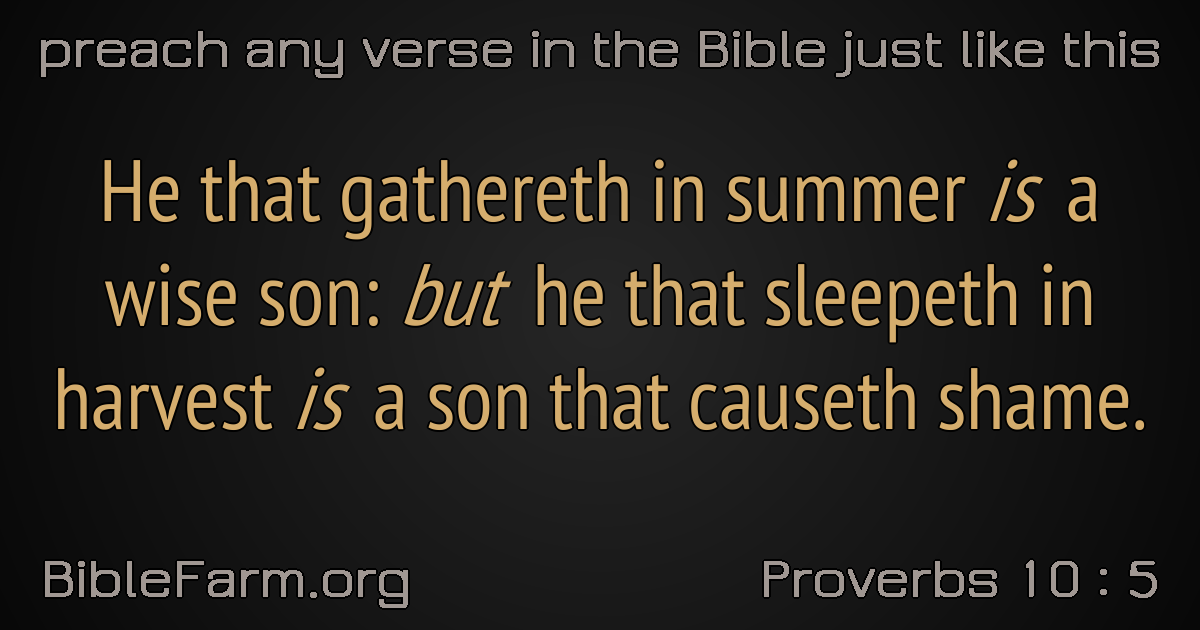 preach any verse in the Bible just like this
He that gathereth in summer is a
wise son: but he that sleepeth in
harvest is a son that causeth shame.
BibleFarm.org
Proverbs 10 : 5